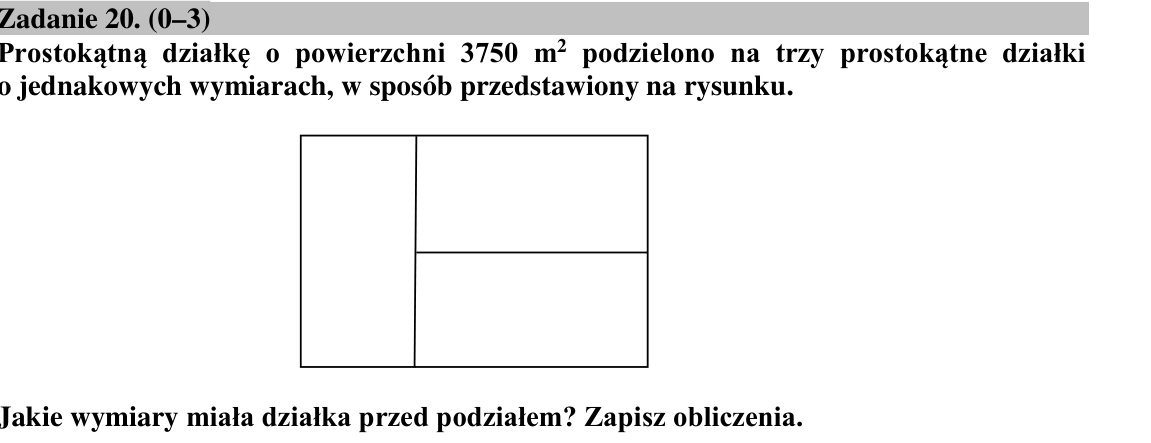 Zadanie 20. (0–3)
Prostokątną działkę o powierzchni 3750 m² podzielono na trzy prostokątne działki
o jednakowych wymiarach, w sposób przedstawiony na rysunku.
Jakie wymiary miała działka przed podziałem? Zapisz obliczenia.